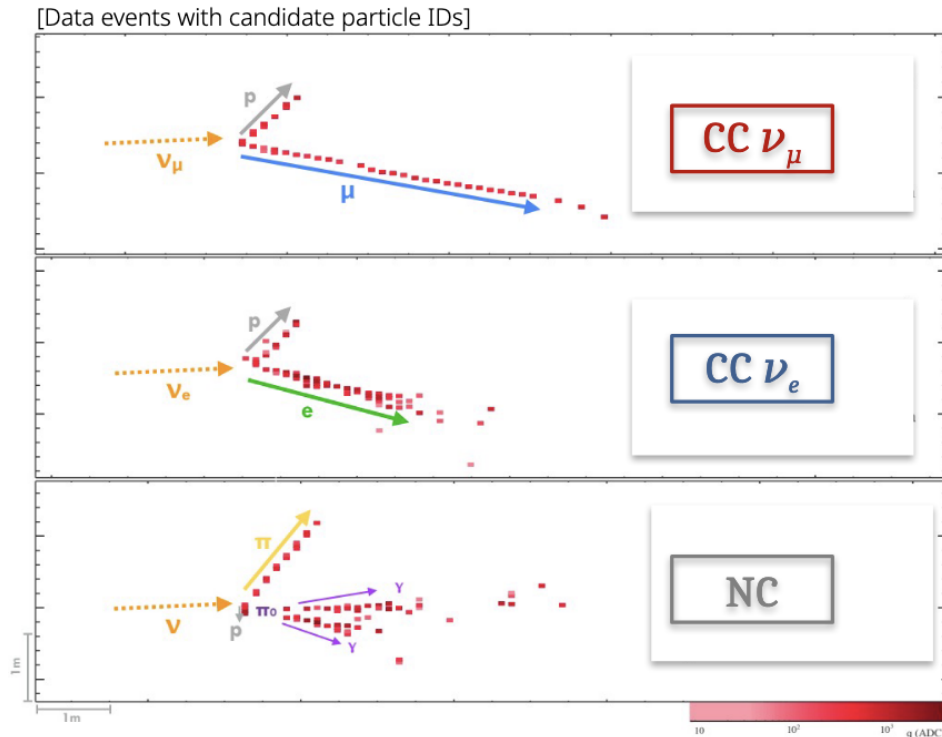 [Data events with candidate particle IDs]
p
νμ
μ
CC νμ
p
νe
e
CC νe
π
ν
p
π0
γ
γ
NC
1m
1m
10
10²
10³
q (ADC